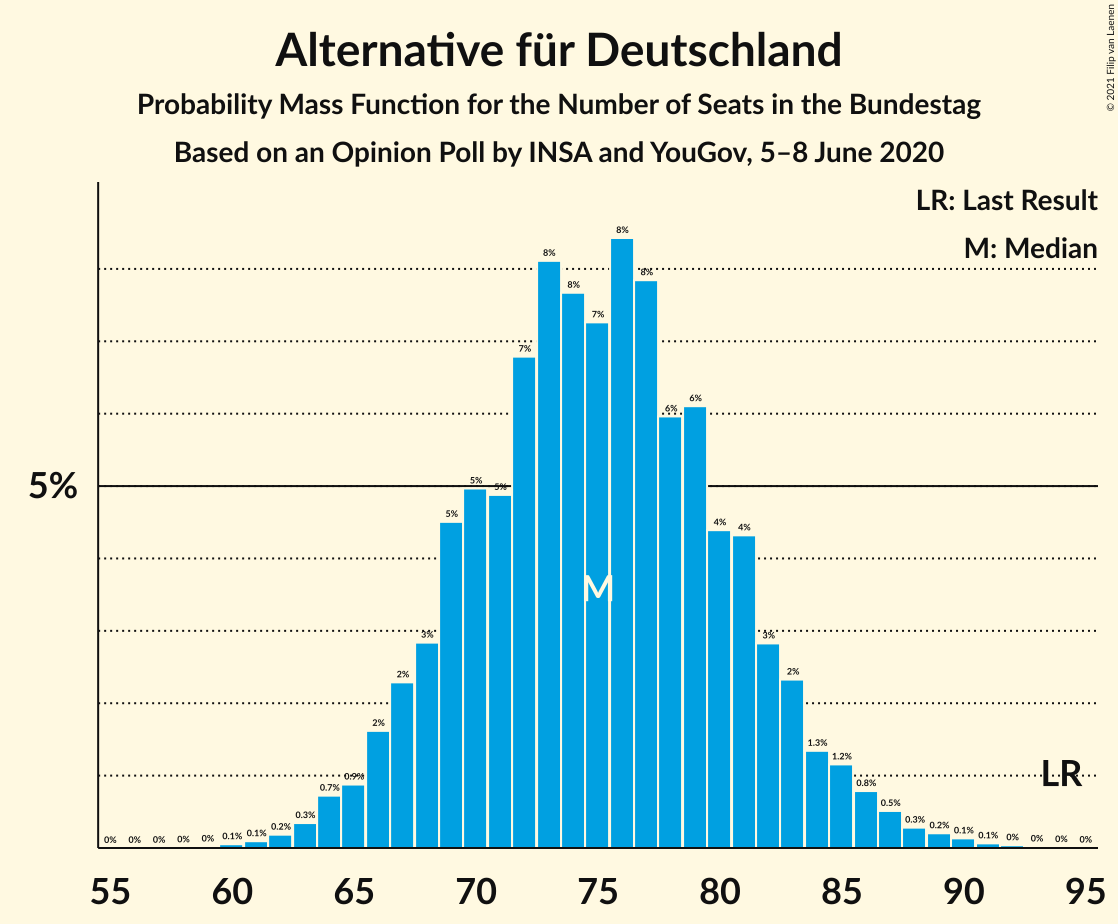 Alternative für Deutschland
Probability Mass Function for the Number of Seats in the Bundestag
Based on an Opinion Poll by INSA and YouGov, 5–8 June 2020
© 2021 Filip van Laenen
LR: Last Result
M: Median
5%
0% 0% 0% 0% 0% 0.1% 0.1% 0.2% 0.3% 0.7% 0.9% 2% 2% 3% 5% 5% 5% 7% 8% 8% 7% 8% 8% 6% 6% 4% 4% 3% 2% 1.3% 1.2% 0.8% 0.5% 0.3% 0.2% 0.1% 0.1% 0% 0% 0% 0%
M
LR
55 60 65 70 75 80 85 90 95